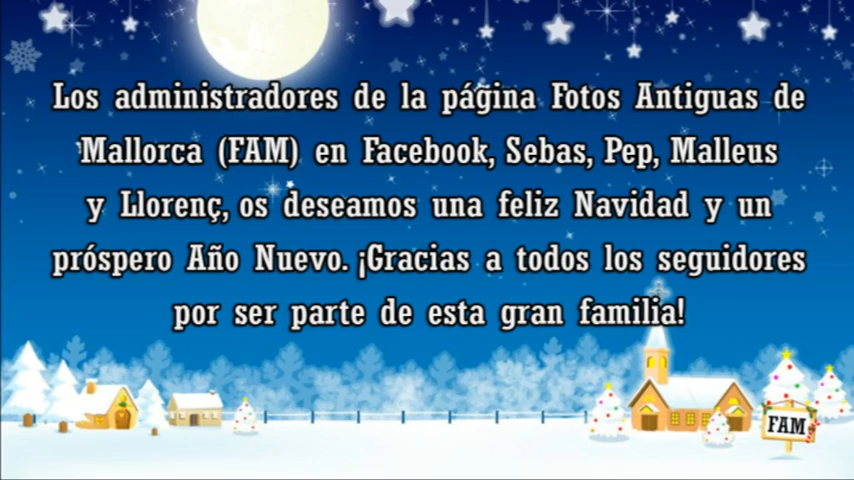 Los administradores de la página Fotos Antiguas de
Mallorca (FAM) en Facebook, Sebas, Pep, Malleus
y Llorenç, os deseamos una feliz Navidad y un
próspero Año Nuevo. ¡Gracias a todos los seguidores
por ser parte de esta gran familia!
FAM